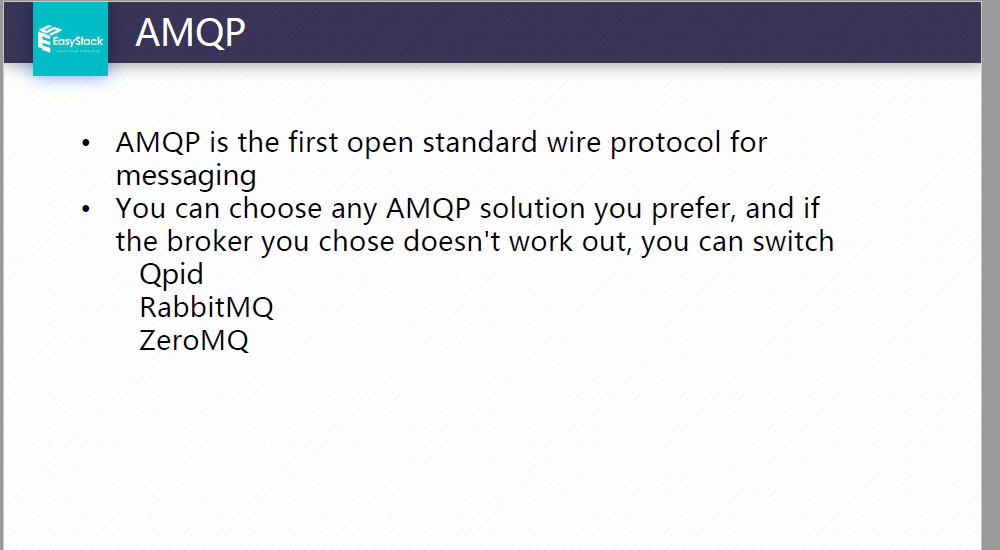 EasyStack
AMQP
• AMQP is the first open standard wire protocol for
messaging
• You can choose any AMQP solution you prefer, and if
the broker you chose doesn't work out, you can switch
Qpid
RabbitMQ
ZeroMQ